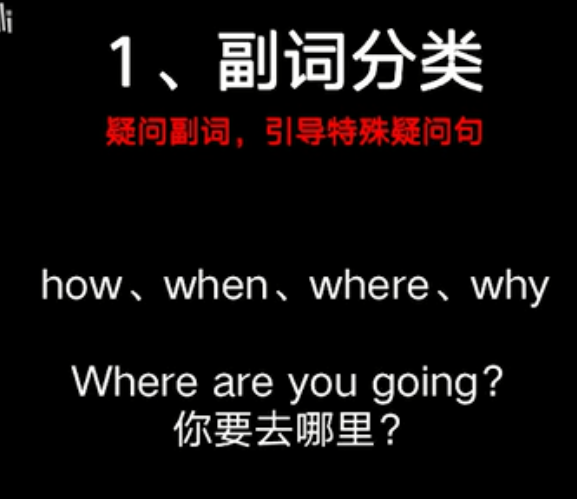 1、副词分类
疑问副词，引导特殊疑问句
how、when、where、why
Where are you going?
你要去哪里？